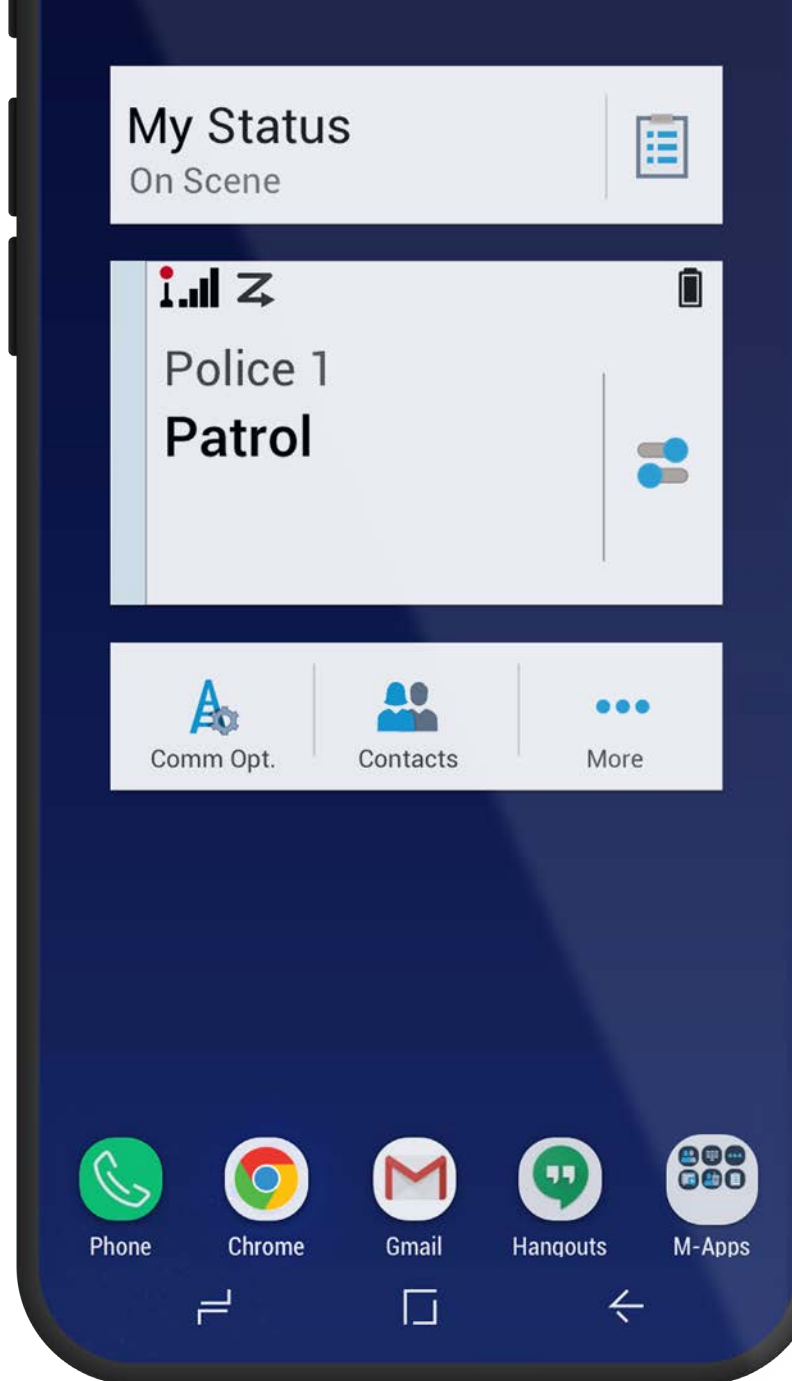 My Status
On Scene
Police 1
Patrol
Comm Opt.
Contacts
More
Phone
Chrome
Gmail
Hangouts
M-Apps